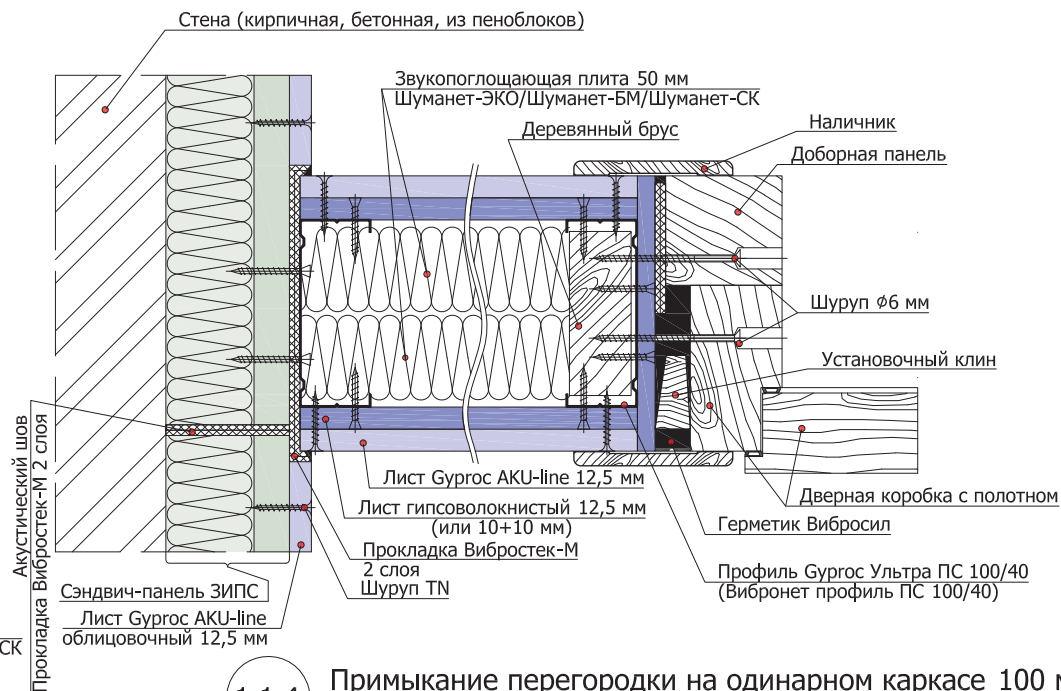 Стена (кирпичная, бетонная, из пеноблоков)
Звукопоглощающая плита 50 мм
Шуманет-ЭКО/Шуманет-БМ/Шуманет-СК
Деревянный брус
Наличник
Доборная панель
Шуруп ϕ6 мм
Установочный клин
Дверная коробка с полотном
Герметик Вибросил
Профиль Gyproc Ультра ПС 100/40
(Вибронет профиль ПС 100/40)
Лист Gyproc AKU-line 12,5 мм
Лист гипсоволокнистый 12,5 мм
(или 10+10 мм)
Прокладка Вибростек-М
2 слоя
Шуруп TN
Акустический шов
Прокладка Вибростек-М 2 слоя
Сэндвич-панель ЗИПС
Лист Gyproc AKU-line
облицовочный 12,5 мм
СК
1.1.4
Примыкание перегородки на одинарном каркасе 100